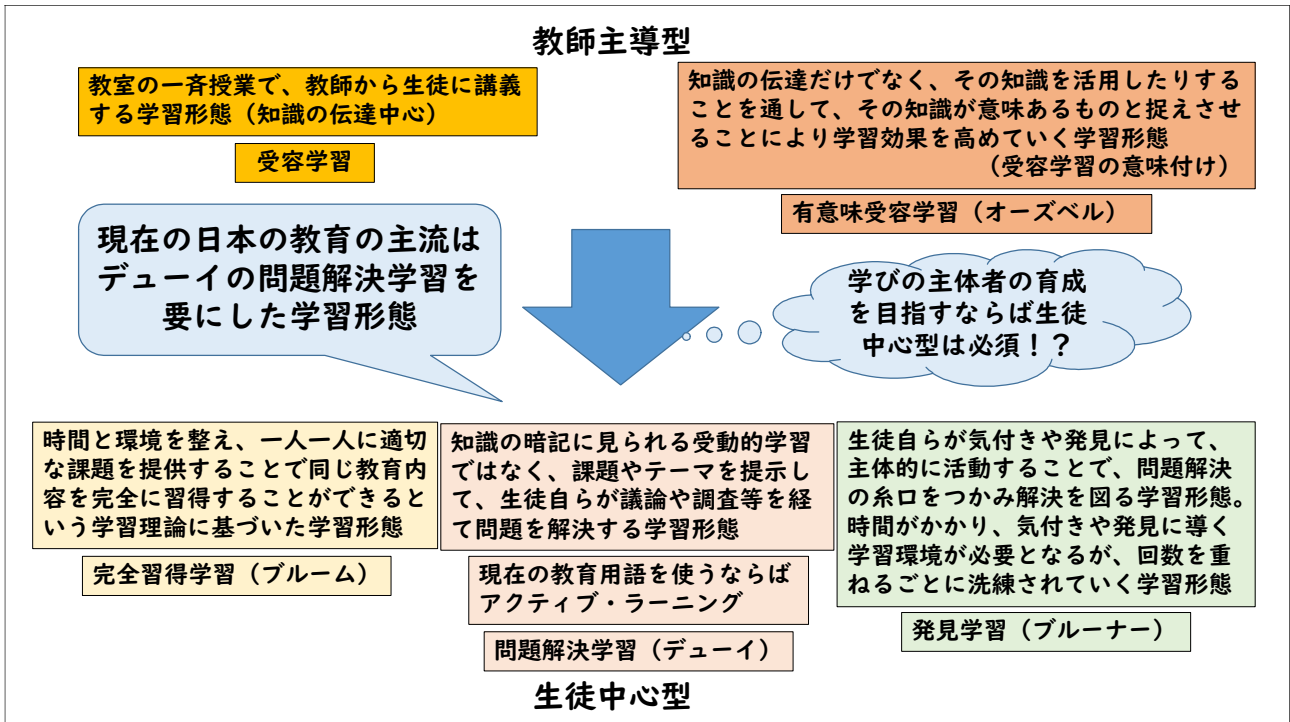 教師主導型
教室の一斉授業で、教師から生徒に講義
する学習形態（知識の伝達中心）
受容学習
知識の伝達だけでなく、その知識を活用したりする
ことを通して、その知識が意味あるものと捉えさせ
ることにより学習効果を高めていく学習形態
（受容学習の意味付け）
有意味受容学習（オーズベル）
現在の日本の教育の主流は
デューイの問題解決学習を
要にした学習形態
学びの主体者の育成
を目指すならば生徒
中心型は必須！？
時間と環境を整え、一人一人に適切
な課題を提供することで同じ教育内
容を完全に習得することができると
いう学習理論に基づいた学習形態
完全習得学習（ブルーム）
知識の暗記に見られる受動的学習
ではなく、課題やテーマを提示し
て、生徒自らが議論や調査等を経
て問題を解決する学習形態
現在の教育用語を使うならば
アクティブ・ラーニング
問題解決学習（デューイ）
生徒自らが気付きや発見によって、
主体的に活動することで、問題解決
の糸口をつかみ解決を図る学習形態。
時間がかかり、気付きや発見に導く
学習環境が必要となるが、回数を重
ねるごとに洗練されていく学習形態
発見学習（ブルーナー）
生徒中心型